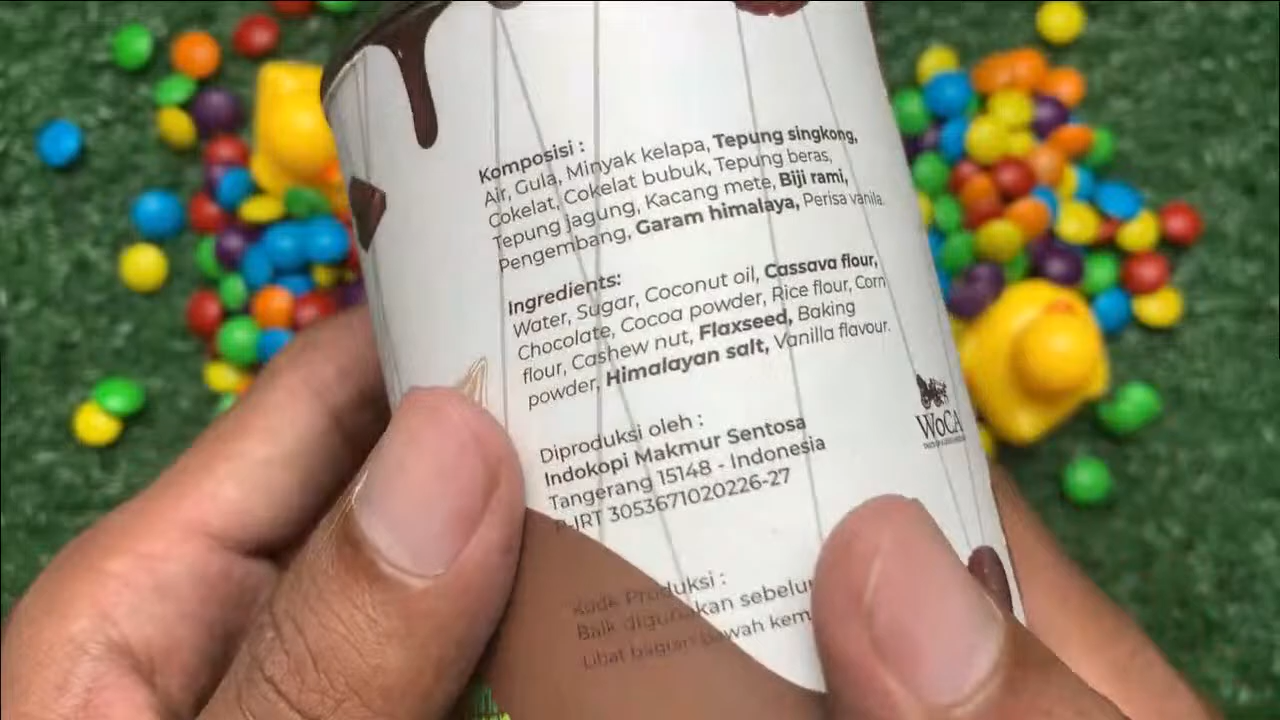 Komposisi :
Air, Gula, Minyak kelapa, Tepung singkong,
Cokelat, Cokelat bubuk, Tepung beras,
Tepung jagung, Kacang mete, Biji rami,
Pengembang, Garam himalaya, Perisa vanila.
Ingredients:
Water, Sugar, Coconut oil, Cassava flour,
Chocolate, Cocoa powder, Rice flour, Corn
flour, Cashew nut, Flaxseed, Baking
powder, Himalayan salt, Vanilla flavour.
WoCA
Diproduksi oleh :
Indokopi Makmur Sentosa
Tangerang 15148 - Indonesia
P-IRT 3053671020226-27
Kode Produksi :
Baik digunakan
Lihat bagian bawah